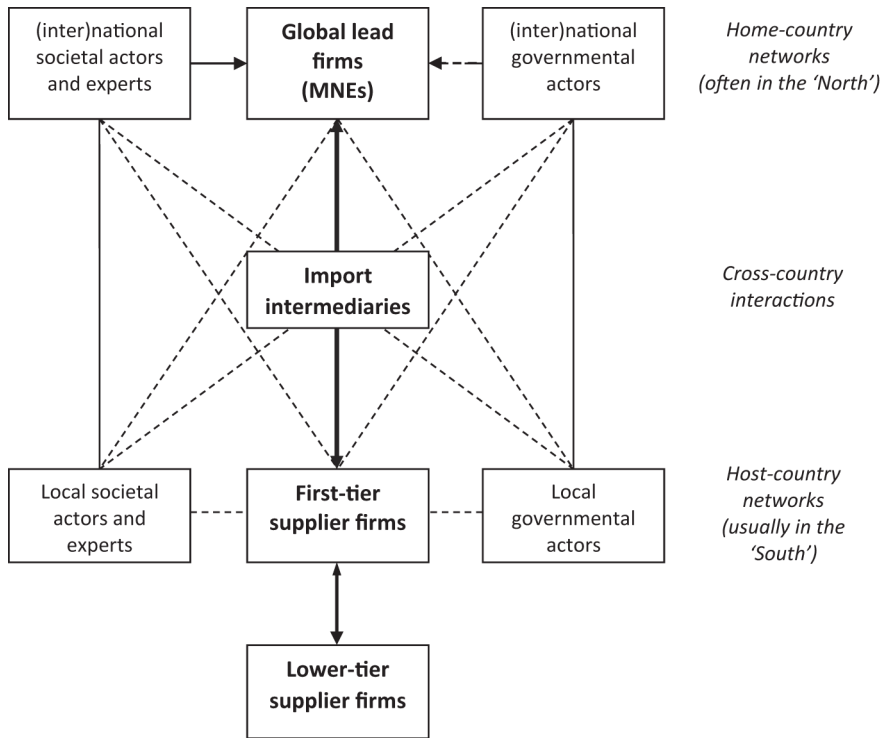 (inter)national
societal actors
and experts
Global lead
firms
(MNEs)
(inter)national
governmental
actors
Home-country
networks
(often in the ‘North’)
Import
intermediaries
Cross-country
interactions
Local societal
actors and
experts
First-tier
supplier firms
Local
governmental
actors
Host-country
networks
(usually in the
‘South’)
Lower-tier
supplier firms